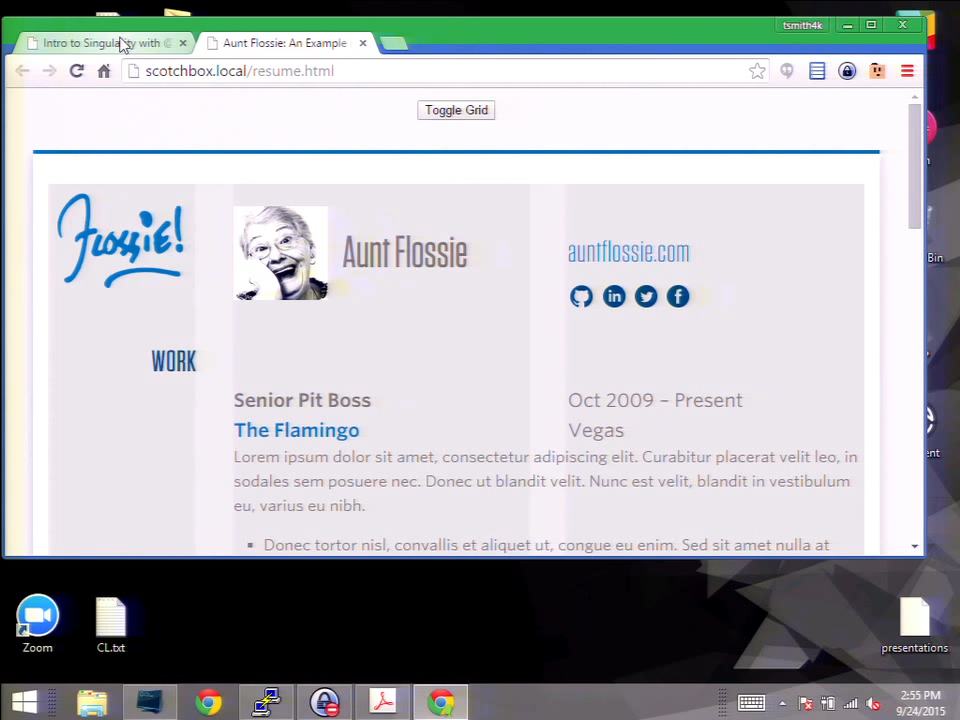 tsmith4k
Intro to Singularity with @
Aunt Flossie: An Example
scotchbox.local/resume.html
Toggle Grid
Flossie!
Aunt Flossie
auntflossie.com
WORK
Senior Pit Boss
Oct 2009 – Present
The Flamingo
Vegas
Lorem ipsum dolor sit amet, consectetur adipiscing elit. Curabitur placerat velit leo, in
sodales sem posuere nec. Donec ut blandit velit. Nunc est velit, blandit in vestibulum
eu, varius eu nibh.
Donec tortor nisl, convallis et aliquet ut, congue eu enim. Sed sit amet nulla at
Bin
Zoom
CL.txt
presentations
2:55 PM
9/24/2015